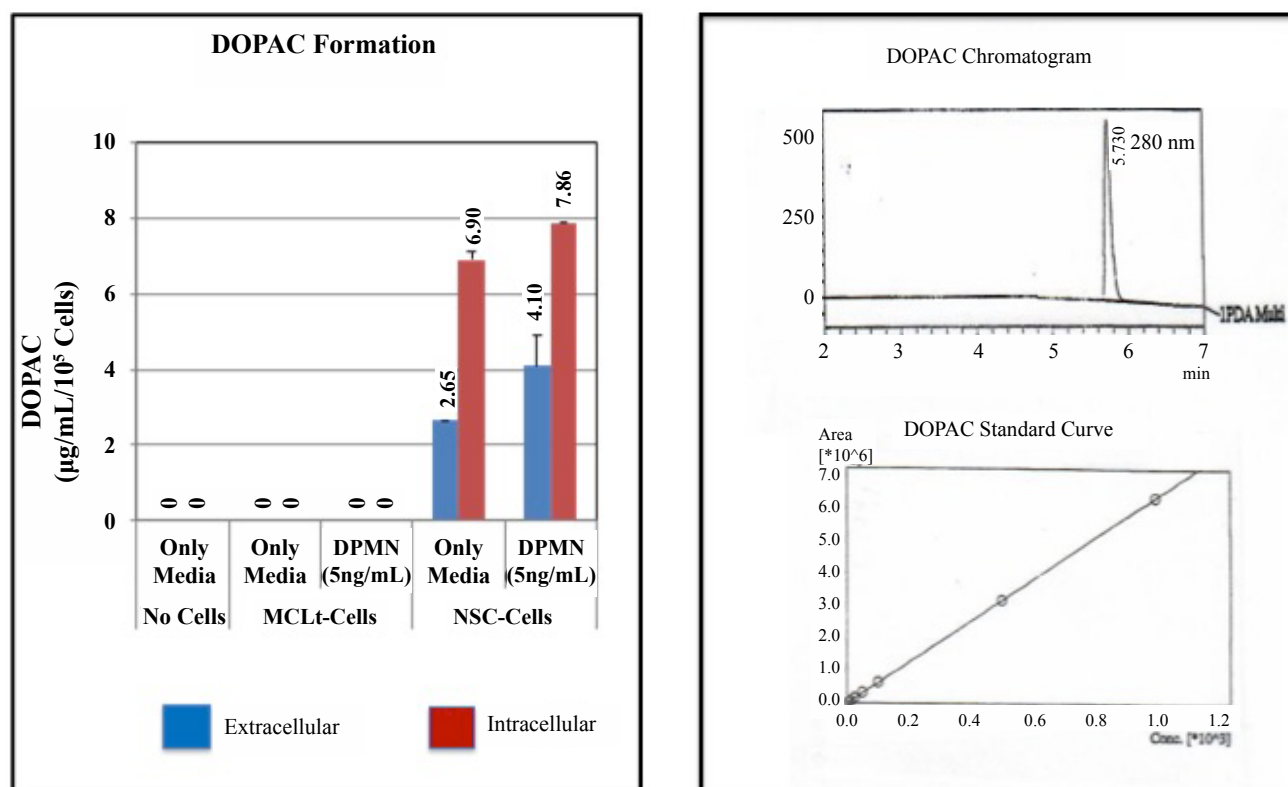 DOPAC Formation
DOPAC
(µg/mL/10⁵ Cells)
10
8
6
4
2
0
0 0 0 0 0 0 2.65 6.90 4.10 7.86
Only Media
Only Media
DPMN (5ng/mL)
Only Media
DPMN (5ng/mL)
No Cells
MCLt-Cells
NSC-Cells
Extracellular
Intracellular
DOPAC Chromatogram
500
250
0
5.730
280 nm
1PDA Multi
2 3 4 5 6 7
min
DOPAC Standard Curve
Area
[*10^6]
7.0
6.0
5.0
4.0
3.0
2.0
1.0
0.0
0.0 0.2 0.4 0.6 0.8 1.0 1.2
Conc. [*10^3]